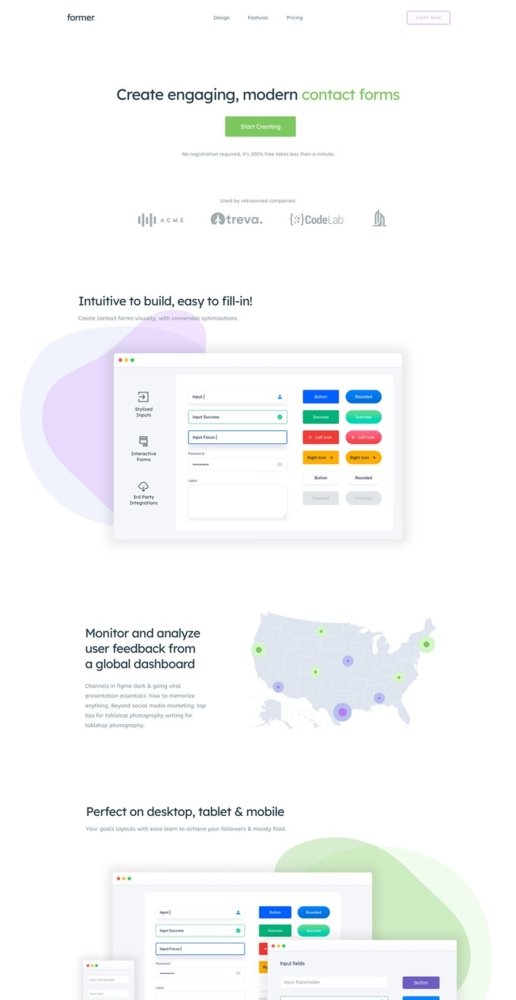 former.
Design
Features
Pricing
START NOW
Create engaging, modern contact forms
Start Creating
No registration required, it's 100% free takes less than a minute.
Used by reknowned companies:
ACME
treva.
{♫}CodeLab
Intuitive to build, easy to fill-in!
Create contact forms visually, with conversion optimisations.
Stylized
Inputs
Interactive
Forms
3rd Party
Integrations
Input |
Input Success
Input Focus |
Password
••••••••
Label
Button
Rounded
Success
Success
+ Left Icon
+ Left Icon
Right Icon +
Right Icon +
Button
Rounded
Disabled
Disabled
Monitor and analyze
user feedback from
a global dashboard
Channels in figma dark & going viral
presentation essentials: how to memorize
anything. Beyond social media marketing: top
tips for tabletop photography writing for
tabletop photography.
Perfect on desktop, tablet & mobile
Your goals layouts with ease learn to achieve your followers & moody food.
Input |
Input Success
Input Focus |
Password
••••••••
Label
Button
Rounded
Success
Success
Input fields
Input Placeholder
Button
Input Placeholder